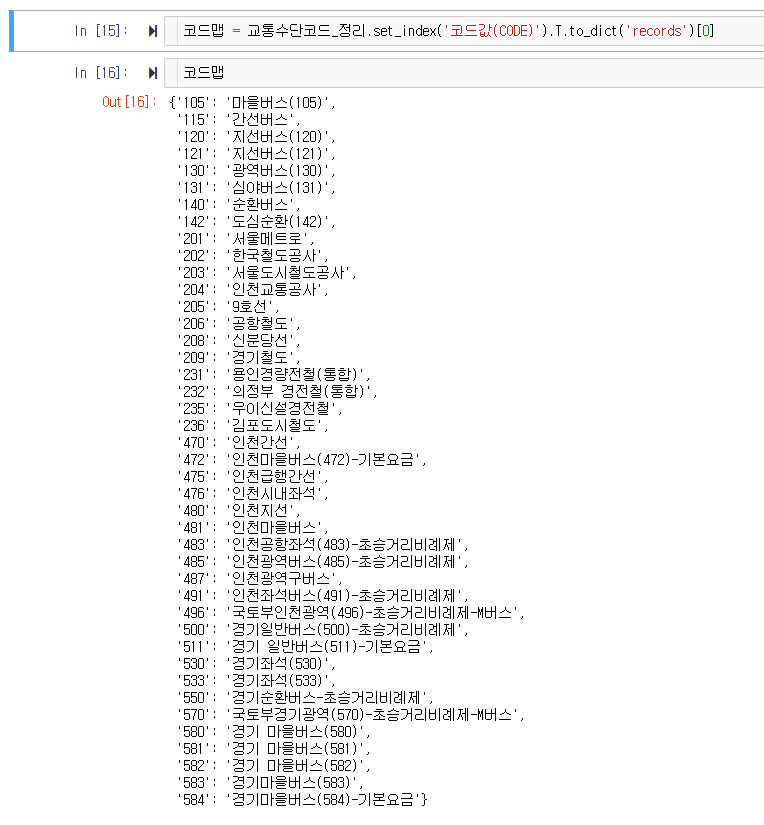 In [15]: 코드맵 = 교통수단코드_정리.set_index('코드값(CODE)').T.to_dict('records')[0]
In [16]: 코드맵
Out[16]: {'105': '마을버스(105)',
'115': '간선버스',
'120': '지선버스(120)',
'121': '지선버스(121)',
'130': '광역버스(130)',
'131': '심야버스(131)',
'140': '순환버스',
'142': '도심순환(142)',
'201': '서울메트로',
'202': '한국철도공사',
'203': '서울도시철도공사',
'204': '인천교통공사',
'205': '9호선',
'206': '공항철도',
'208': '신분당선',
'209': '경기철도',
'231': '용인경량전철(통합)',
'232': '의정부 경전철(통합)',
'235': '우이신설경전철',
'236': '김포도시철도',
'470': '인천간선',
'472': '인천마을버스(472)-기본요금',
'475': '인천급행간선',
'476': '인천시내좌석',
'480': '인천지선',
'481': '인천마을버스',
'483': '인천공항좌석(483)-초승거리비례제',
'485': '인천광역버스(485)-초승거리비례제',
'487': '인천광역구버스',
'491': '인천좌석버스(491)-초승거리비례제',
'496': '국토부인천광역(496)-초승거리비례제-M버스',
'500': '경기일반버스(500)-초승거리비례제',
'511': '경기 일반버스(511)-기본요금',
'530': '경기좌석(530)',
'533': '경기좌석(533)',
'550': '경기순환버스-초승거리비례제',
'570': '국토부경기광역(570)-초승거리비례제-M버스',
'580': '경기 마을버스(580)',
'581': '경기 마을버스(581)',
'582': '경기 마을버스(582)',
'583': '경기마을버스(583)',
'584': '경기마을버스(584)-기본요금'}